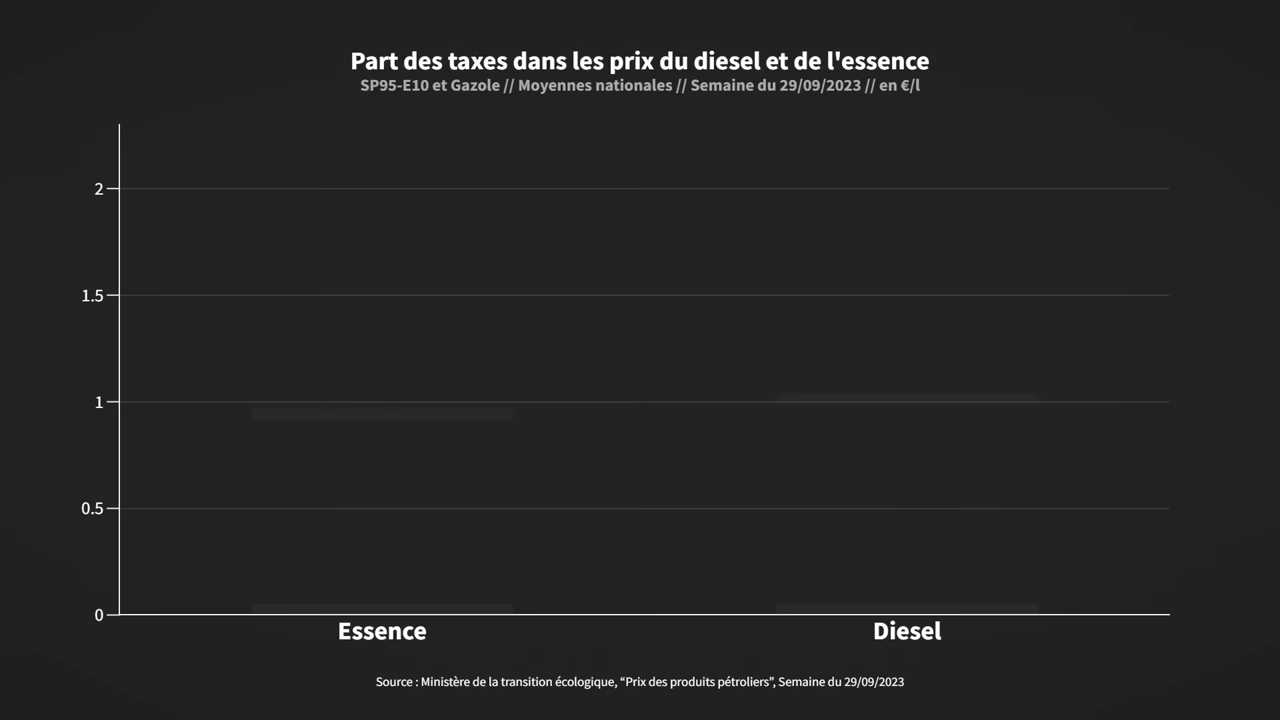 Part des taxes dans les prix du diesel et de l'essence
SP95-E10 et Gazole // Moyennes nationales // Semaine du 29/09/2023 // en €/l
2
1.5
1
0.5
0
Essence
Diesel
Source : Ministère de la transition écologique, “Prix des produits pétroliers”, Semaine du 29/09/2023